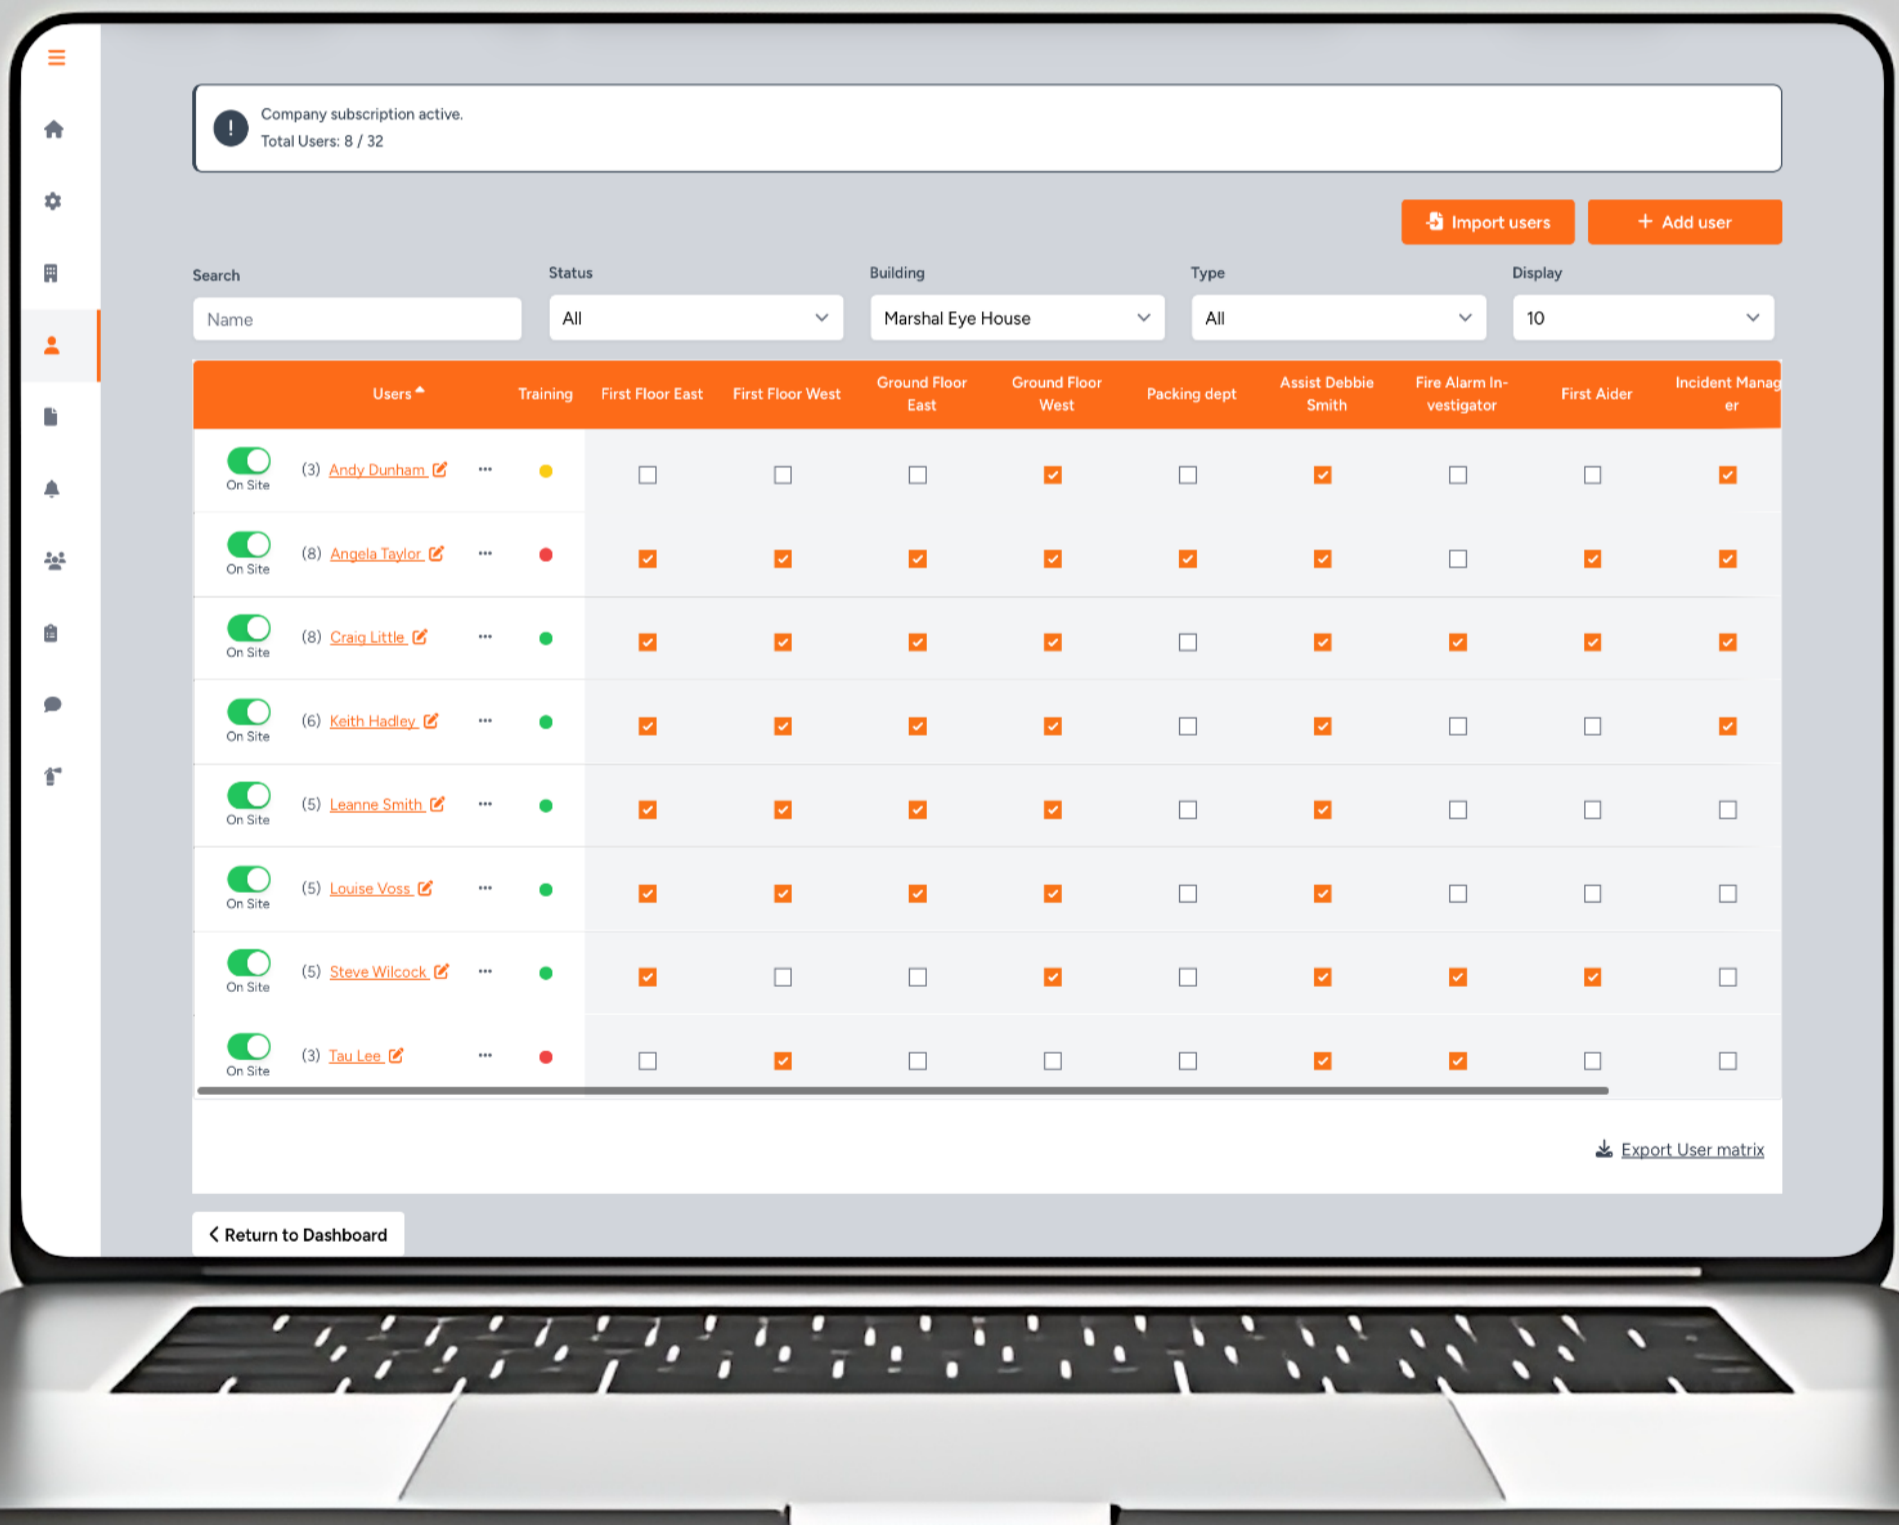 Company subscription active.
Total Users: 8 / 32
Import users
+ Add user
Search
Status
Building
Type
Display
Name
All
Marshal Eye House
All
10
Users
Training
First Floor East
First Floor West
Ground Floor
East
Ground Floor
West
Packing dept
Assist Debbie
Smith
Fire Alarm In-
vestigator
First Aider
Incident Manag
er
On Site
(3) Andy Dunham
On Site
(8) Angela Taylor
On Site
(8) Craig Little
On Site
(6) Keith Hadley
On Site
(5) Leanne Smith
On Site
(5) Louise Voss
On Site
(5) Steve Wilcock
On Site
(3) Tau Lee
Export User matrix
Return to Dashboard